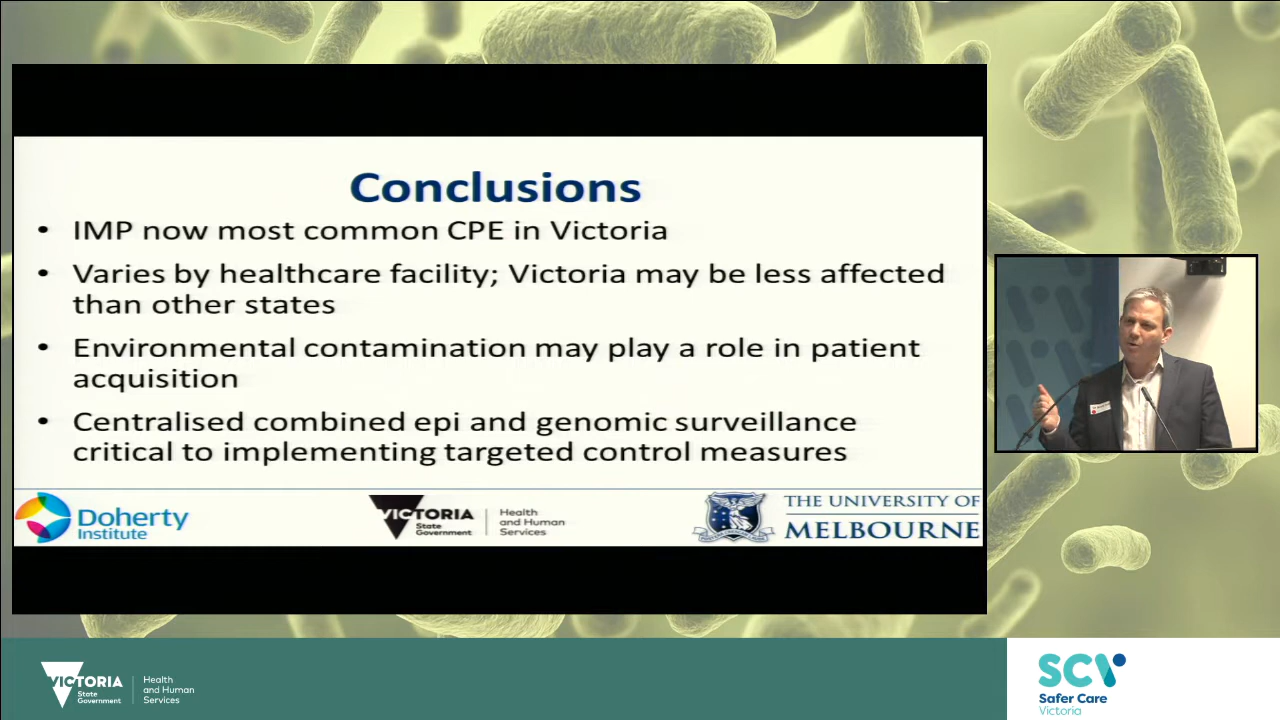 Conclusions
• IMP now most common CPE in Victoria
• Varies by healthcare facility; Victoria may be less affected
than other states
• Environmental contamination may play a role in patient
acquisition
• Centralised combined epi and genomic surveillance
critical to implementing targeted control measures
Doherty
Institute
VICTORIA
State
Government
Health
and Human
Services
THE UNIVERSITY OF
MELBOURNE
VICTORIA
State
Government
Health
and Human
Services
SCV
Safer Care
Victoria